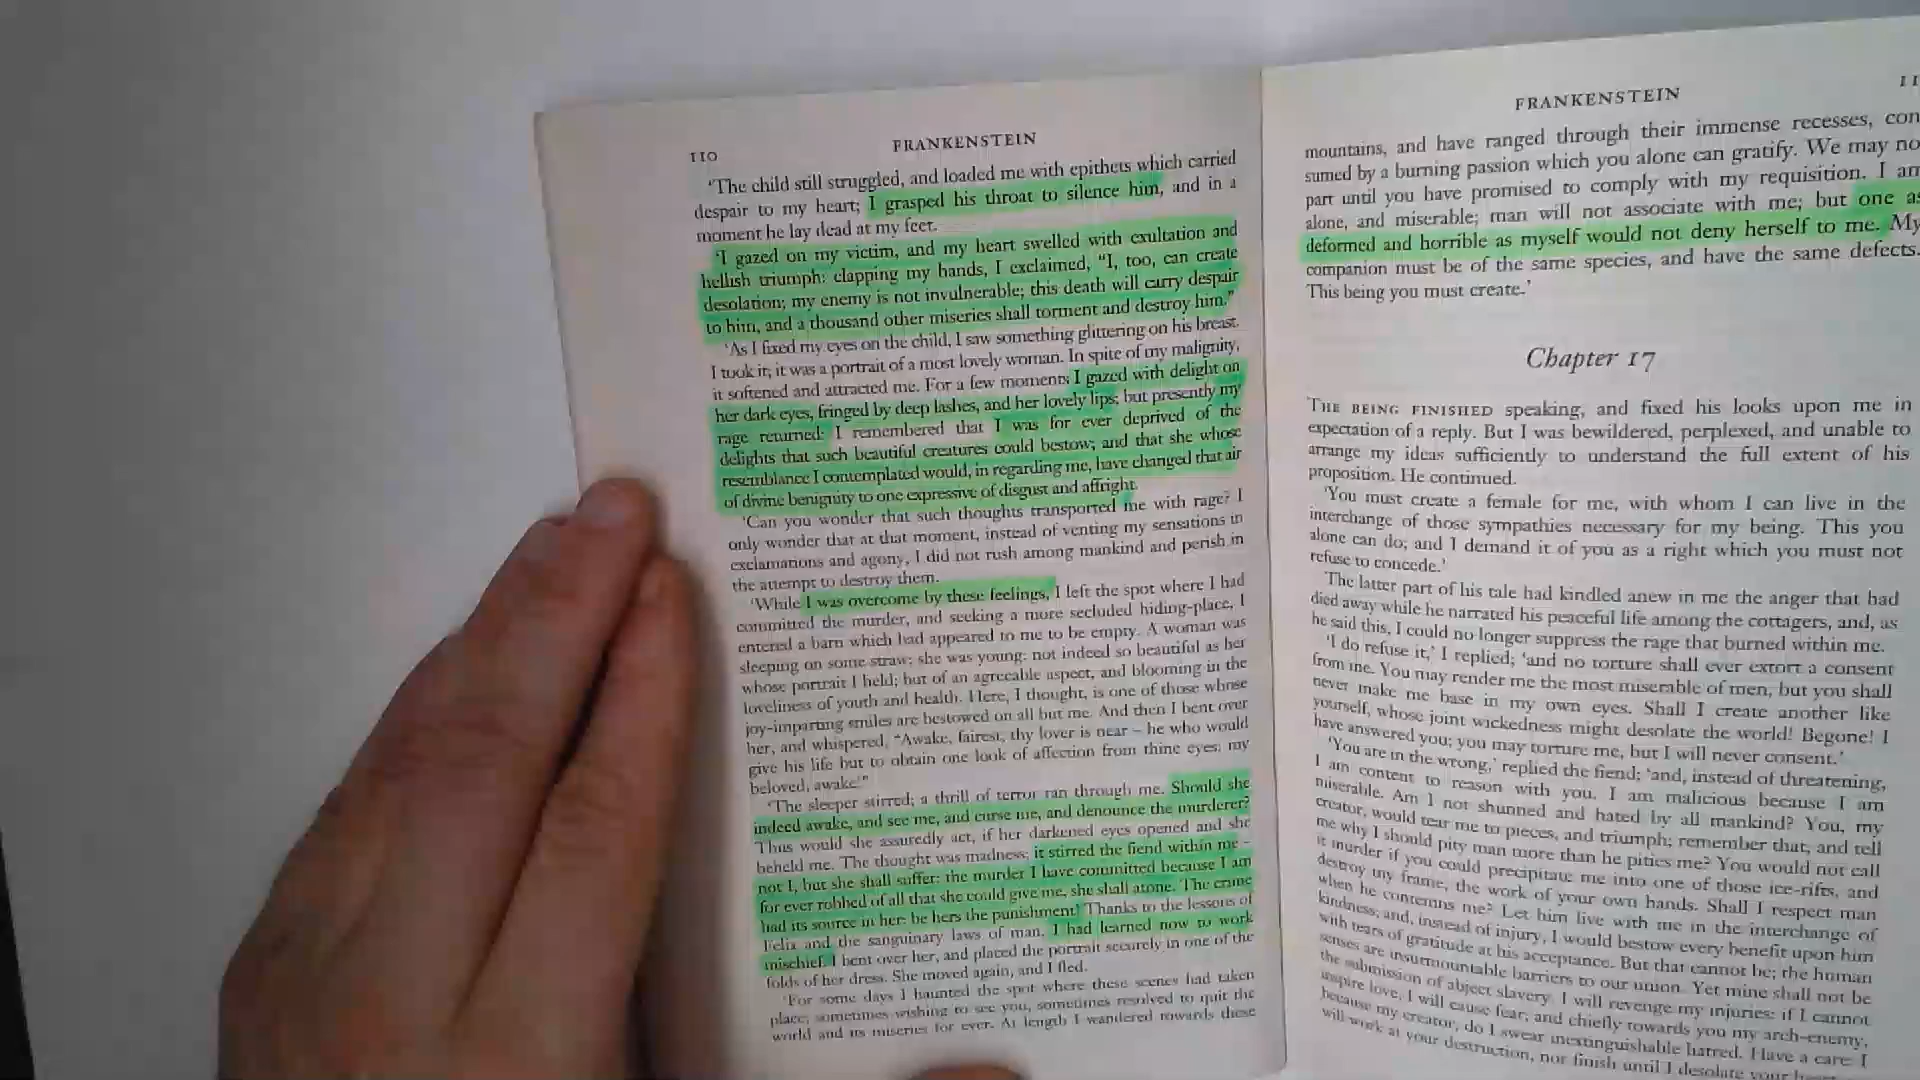 110
FRANKENSTEIN
'The child still struggled, and loaded me with epithets which carried
despair to my heart; I grasped his throat to silence him, and in a
moment he lay dead at my feet.
'I gazed on my victim, and my heart swelled with exultation and
hellish triumph: clapping my hands, I exclaimed, "I, too, can create
desolation; my enemy is not invulnerable; this death will carry despair
to him, and a thousand other miseries shall torment and destroy him."
'As I fixed my eyes on the child, I saw something glittering on his breast.
I took it; it was a portrait of a most lovely woman. In spite of my malignity,
it softened and attracted me. For a few moments I gazed with delight on
her dark eyes, fringed by deep lashes, and her lovely lips; but presently my
rage returned: I remembered that I was for ever deprived of the
delights that such beautiful creatures could bestow; and that she whose
resemblance I contemplated would, in regarding me, have changed that air
of divine benignity to one expressive of disgust and affright.
'Can you wonder that such thoughts transported me with rage? I
only wonder that at that moment, instead of venting my sensations in
exclamations and agony, I did not rush among mankind and perish in
the attempt to destroy them.
'While I was overcome by these feelings, I left the spot where I had
committed the murder, and seeking a more secluded hiding-place, I
entered a barn which had appeared to me to be empty. A woman was
sleeping on some straw; she was young: not indeed so beautiful as her
whose portrait I held; but of an agreeable aspect, and blooming in the
loveliness of youth and health. Here, I thought, is one of those whose
joy-imparting smiles are bestowed on all but me. And then I bent over
her, and whispered, "Awake, fairest, thy lover is near – he who would
give his life but to obtain one look of affection from thine eyes: my
beloved, awake!"
'The sleeper stirred; a thrill of terror ran through me. Should she
indeed awake, and see me, and curse me, and denounce the murderer?
Thus would she assuredly act, if her darkened eyes opened and she
beheld me. The thought was madness; it stirred the fiend within me –
not I, but she shall suffer: the murder I have committed because I am
for ever robbed of all that she could give me, she shall atone. The crime
had its source in her: be hers the punishment! Thanks to the lessons of
Felix and the sanguinary laws of man, I had learned now to work
mischief. I bent over her, and placed the portrait securely in one of the
folds of her dress. She moved again, and I fled.
'For some days I haunted the spot where these scenes had taken
place; sometimes wishing to see you, sometimes resolved to quit the
world and its miseries for ever. At length I wandered towards these
FRANKENSTEIN
11
mountains, and have ranged through their immense recesses, con
sumed by a burning passion which you alone can gratify. We may no
part until you have promised to comply with my requisition. I am
alone, and miserable; man will not associate with me; but one as
deformed and horrible as myself would not deny herself to me. My
companion must be of the same species, and have the same defects.
This being you must create.'
Chapter 17
THE BEING FINISHED speaking, and fixed his looks upon me in
expectation of a reply. But I was bewildered, perplexed, and unable to
arrange my ideas sufficiently to understand the full extent of his
proposition. He continued.
'You must create a female for me, with whom I can live in the
interchange of those sympathies necessary for my being. This you
alone can do; and I demand it of you as a right which you must not
refuse to concede.'
The latter part of his tale had kindled anew in me the anger that had
died away while he narrated his peaceful life among the cottagers, and, as
he said this, I could no longer suppress the rage that burned within me.
'I do refuse it,' I replied; 'and no torture shall ever extort a consent
from me. You may render me the most miserable of men, but you shall
never make me base in my own eyes. Shall I create another like
yourself, whose joint wickedness might desolate the world! Begone! I
have answered you; you may torture me, but I will never consent.'
'You are in the wrong,' replied the fiend; 'and, instead of threatening,
I am content to reason with you. I am malicious because I am
miserable. Am I not shunned and hated by all mankind? You, my
creator, would tear me to pieces, and triumph; remember that, and tell
me why I should pity man more than he pities me? You would not call
it murder if you could precipitate me into one of those ice-rifts, and
destroy my frame, the work of your own hands. Shall I respect man
when he contemns me? Let him live with me in the interchange of
kindness; and, instead of injury, I would bestow every benefit upon him
with tears of gratitude at his acceptance. But that cannot be; the human
senses are insurmountable barriers to our union. Yet mine shall not be
the submission of abject slavery. I will revenge my injuries: if I cannot
inspire love, I will cause fear; and chiefly towards you my arch-enemy,
because my creator, do I swear inextinguishable hatred. Have a care: I
will work at your destruction, nor finish until I desolate your